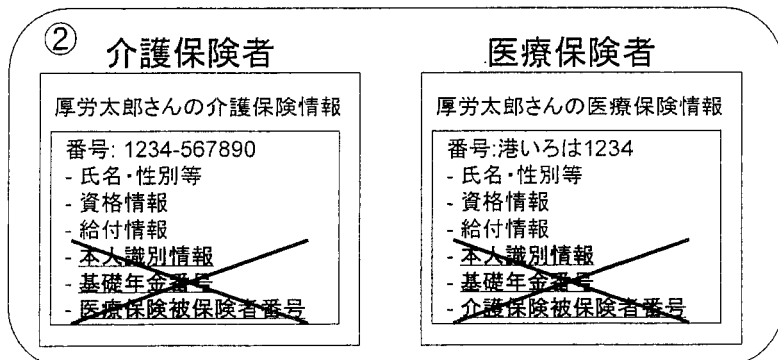 ②
介護保険者
厚労太郎さんの介護保険情報
番号: 1234-567890
- 氏名・性別等
- 資格情報
- 給付情報
- 本人識別情報
- 基礎年金番号
- 医療保険被保険者番号
医療保険者
厚労太郎さんの医療保険情報
番号:港いろは1234
- 氏名・性別等
- 資格情報
- 給付情報
- 本人識別情報
- 基礎年金番号
- 介護保険被保険者番号